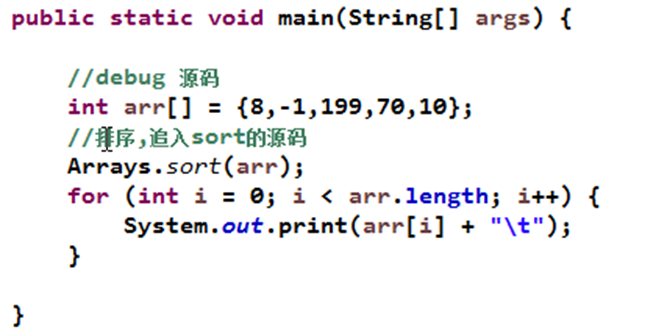 public static void main(String[] args) {
//debug 源码
int arr[] = {8,-1,199,70,10};
//排序,追入sort的源码
Arrays.sort(arr);
for (int i = 0; i < arr.length; i++) {
System.out.print(arr[i] + "\t");
}
}